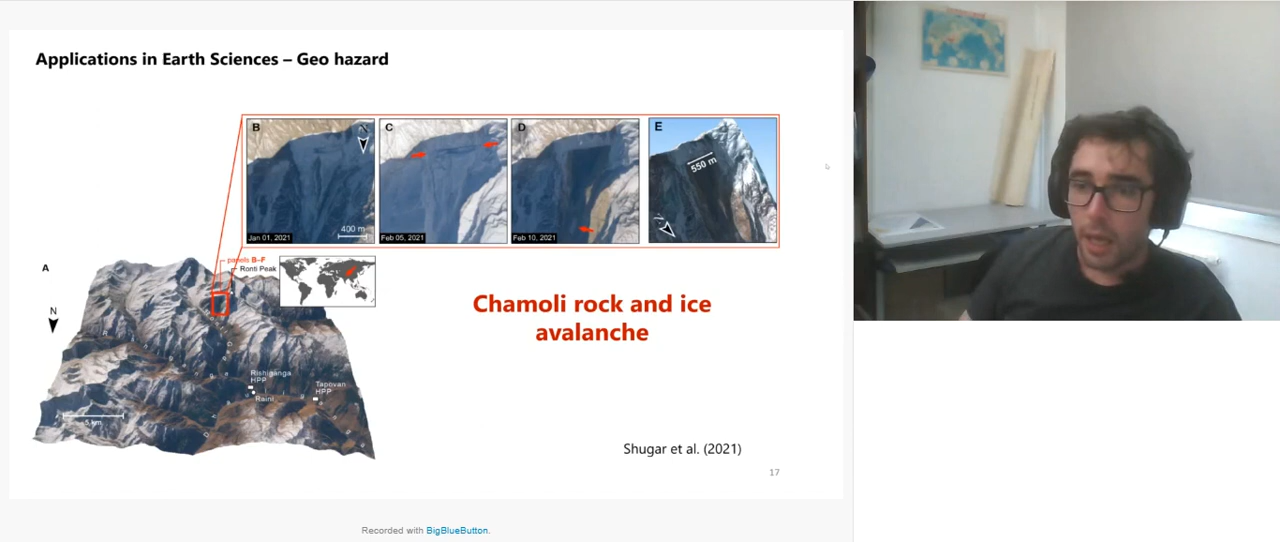 Applications in Earth Sciences – Geo hazard
B
N
Jan 01, 2021
400 m
C
Feb 05, 2021
D
Feb 10, 2021
E
550 m
A
panels B–F
Ronti Peak
N
Rishiganga
HPP
Raini
Tapovan
HPP
5 km
Chamoli rock and ice
avalanche
Shugar et al. (2021)
17
Recorded with BigBlueButton.